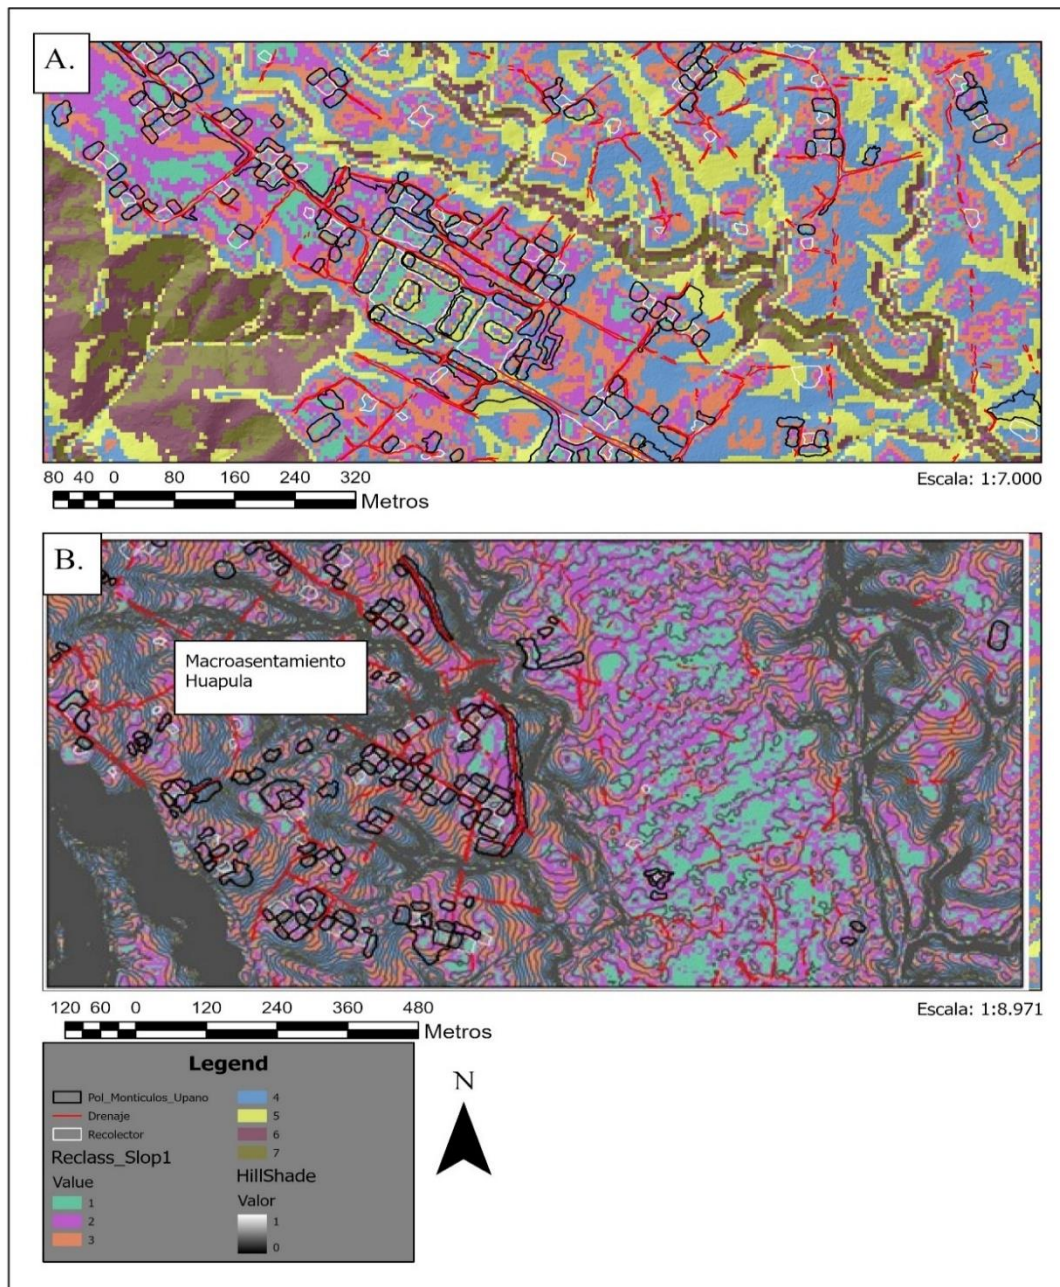 A.
80 40 0 80 160 240 320
Metros
Escala: 1:7.000
B.
Macroasentamiento
Huapula
120 60 0 120 240 360 480
Metros
Escala: 1:8.971
Legend
Pol_Monticulos_Upano
Drenaje
Recolector
Reclass_Slop1
Value
1
2
3
4
5
6
7
HillShade
Valor
1
0
N